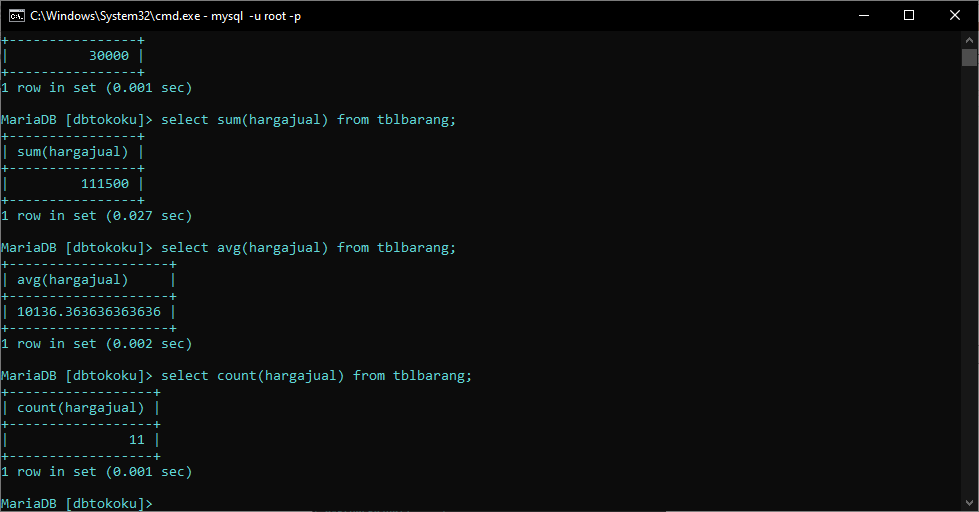 C:\Windows\System32\cmd.exe - mysql  -u root -p
+----------------+
|          30000 |
+----------------+
1 row in set (0.001 sec)
MariaDB [dbtokoku]> select sum(hargajual) from tblbarang;
+----------------+
| sum(hargajual) |
+----------------+
|         111500 |
+----------------+
1 row in set (0.027 sec)
MariaDB [dbtokoku]> select avg(hargajual) from tblbarang;
+--------------------+
| avg(hargajual)     |
+--------------------+
| 10136.363636363636 |
+--------------------+
1 row in set (0.002 sec)
MariaDB [dbtokoku]> select count(hargajual) from tblbarang;
+------------------+
| count(hargajual) |
+------------------+
|               11 |
+------------------+
1 row in set (0.001 sec)
MariaDB [dbtokoku]>